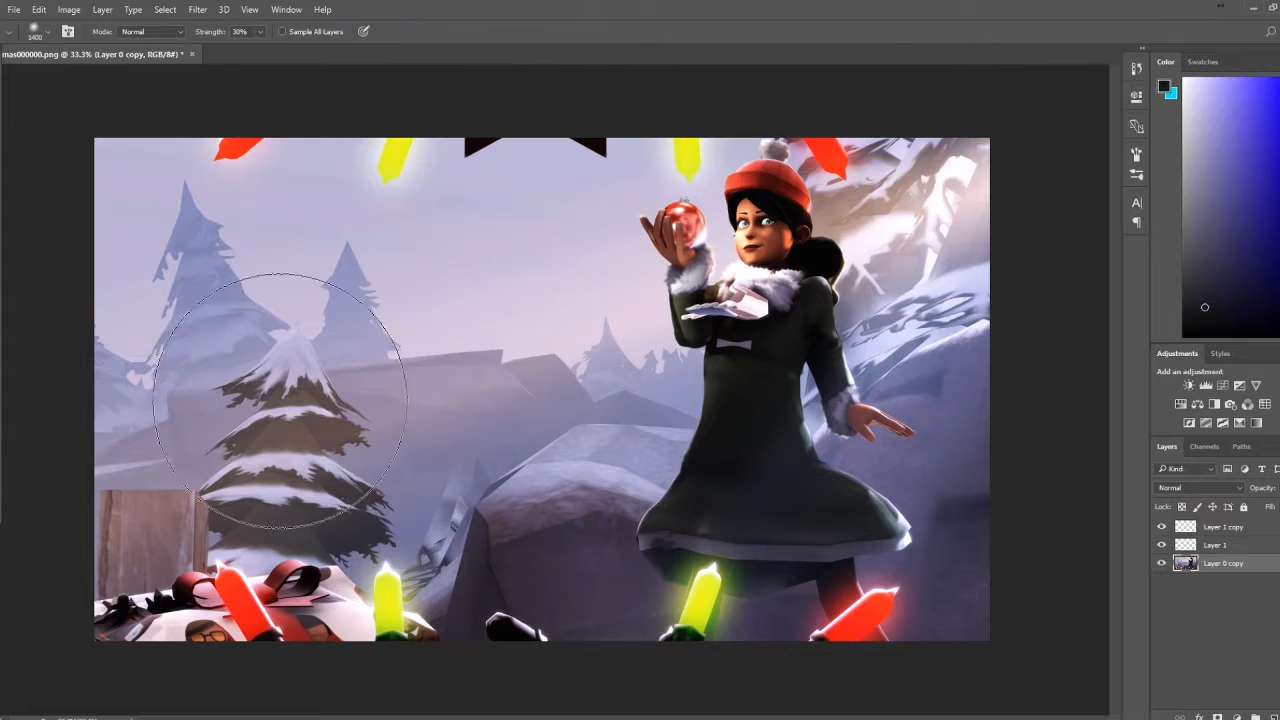 File Edit Image Layer Type Select Filter 3D View Window Help
1400 Mode: Normal Strength: 30% Sample All Layers
mas000000.png @ 33.3% (Layer 0 copy, RGB/8#) * ×
Color Swatches
Adjustments Styles
Add an adjustment
Layers Channels Paths
Kind
Normal Opacity:
Lock: Fill:
Layer 1 copy
Layer 1
Layer 0 copy